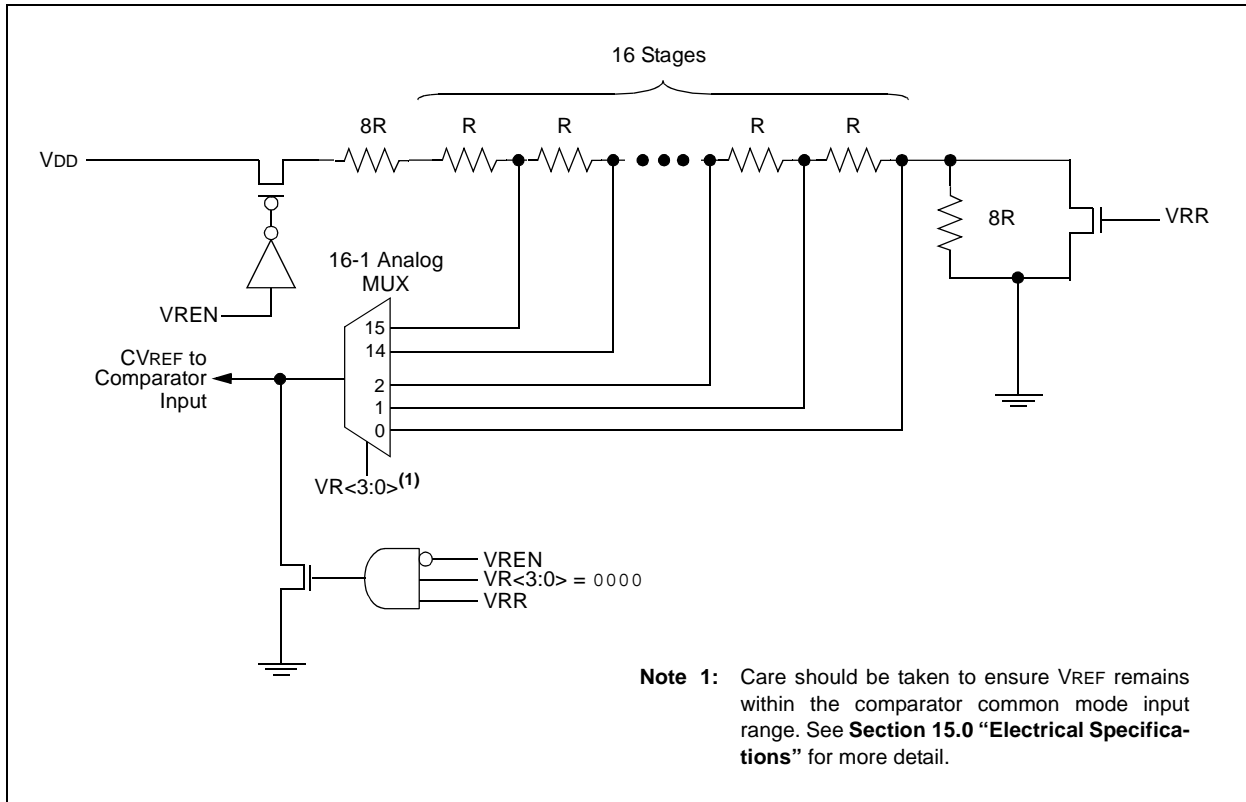 16 Stages
8R
R
R
R
R
VDD
8R
VRR
16-1 Analog
MUX
VREN
15
14
2
1
0
CVREF to
Comparator
Input
VR<3:0>(1)
VREN
VR<3:0> = 0000
VRR
Note 1: Care should be taken to ensure VREF remains
within the comparator common mode input
range. See Section 15.0 “Electrical Specifica-
tions” for more detail.